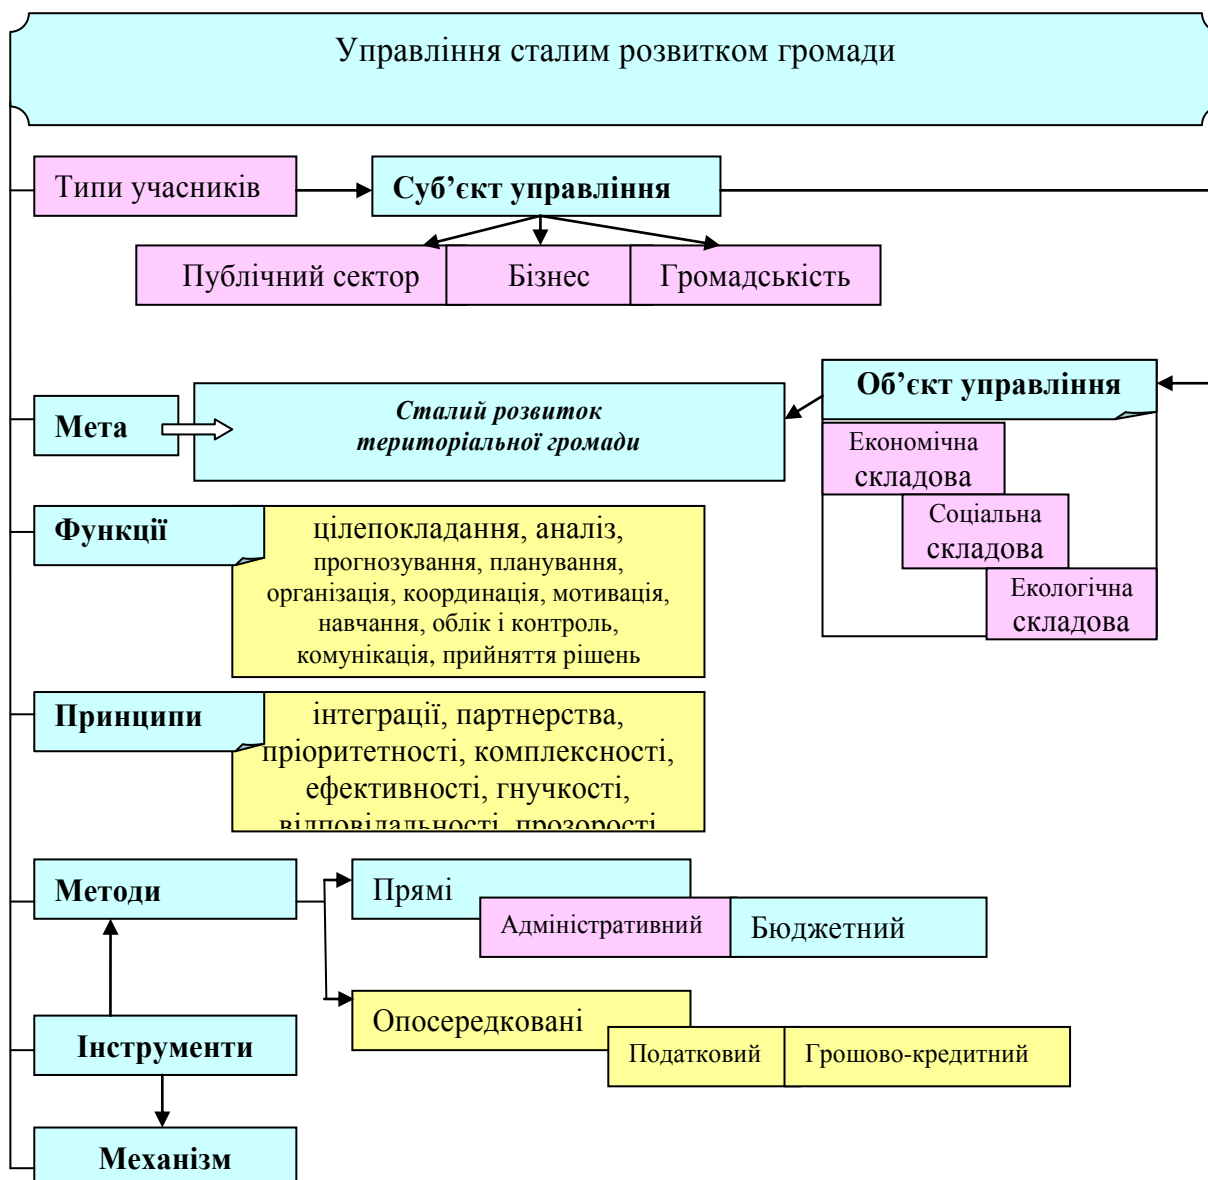 Управління сталим розвитком громади
Типи учасників
Суб’єкт управління
Публічний сектор
Бізнес
Громадськість
Об’єкт управління
Мета
Сталий розвиток
територіальної громади
Економічна
складова
Соціальна
складова
Екологічна
складова
Функції
цілепокладання, аналіз,
прогнозування, планування,
організація, координація, мотивація,
навчання, облік і контроль,
комунікація, прийняття рішень
Принципи
інтеграції, партнерства,
пріоритетності, комплексності,
ефективності, гнучкості,
відповідальності, прозорості
Методи
Прямі
Адміністративний
Бюджетний
Опосередковані
Податковий
Грошово-кредитний
Інструменти
Механізм